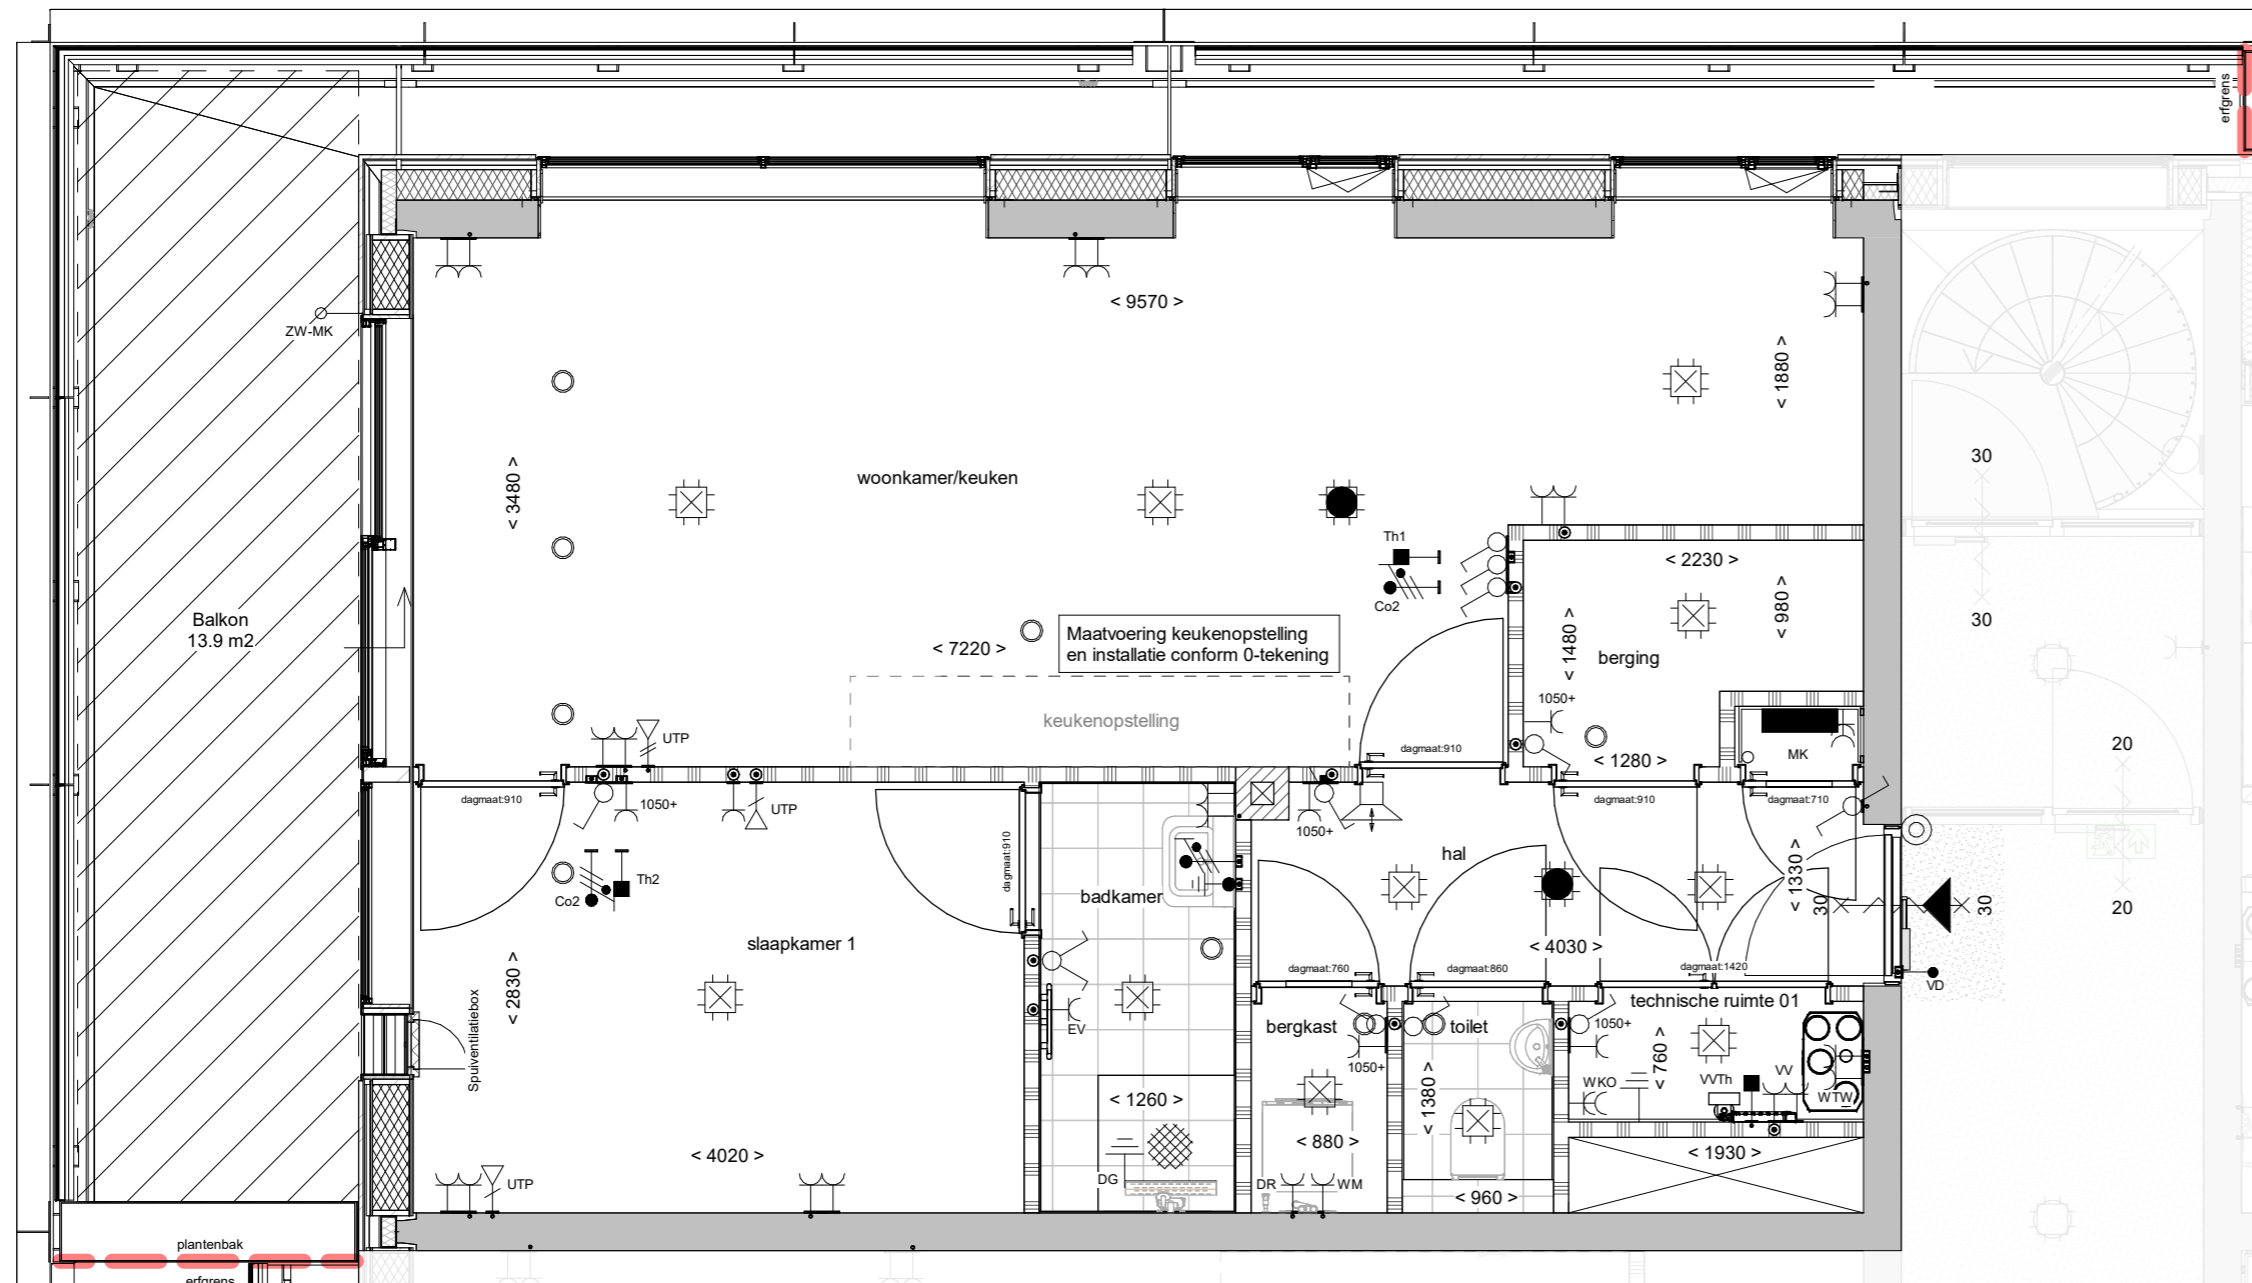 erfgrens
< 9570 >
ZW-MK
< 1880 >
30
woonkamer/keuken
< 3480 >
Th1
< 2230 >
Co2
< 980 >
30
Balkon
13.9 m2
Maatvoering keukenopstelling
en installatie conform 0-tekening
< 7220 >
< 1480 >
berging
1050+
keukenopstelling
UTP
dagmaat:910
< 1280 >
MK
20
dagmaat:910
1050+
UTP
1050+
dagmaat:910
dagmaat:710
dagmaat:910
hal
< 1330 >
Th2
Co2
badkamer
30
30
20
slaapkamer 1
< 4030 >
dagmaat:760
dagmaat:860
dagmaat:1420
VD
< 2830 >
Spuiventilatiebox
technische ruimte 01
EV
bergkast
toilet
1050+
1050+
< 760 >
WKO
VVTh
VV
WTW
< 1260 >
< 1380 >
< 880 >
< 1930 >
< 4020 >
UTP
DG
DR
WM
< 960 >
plantenbak
erfgrens